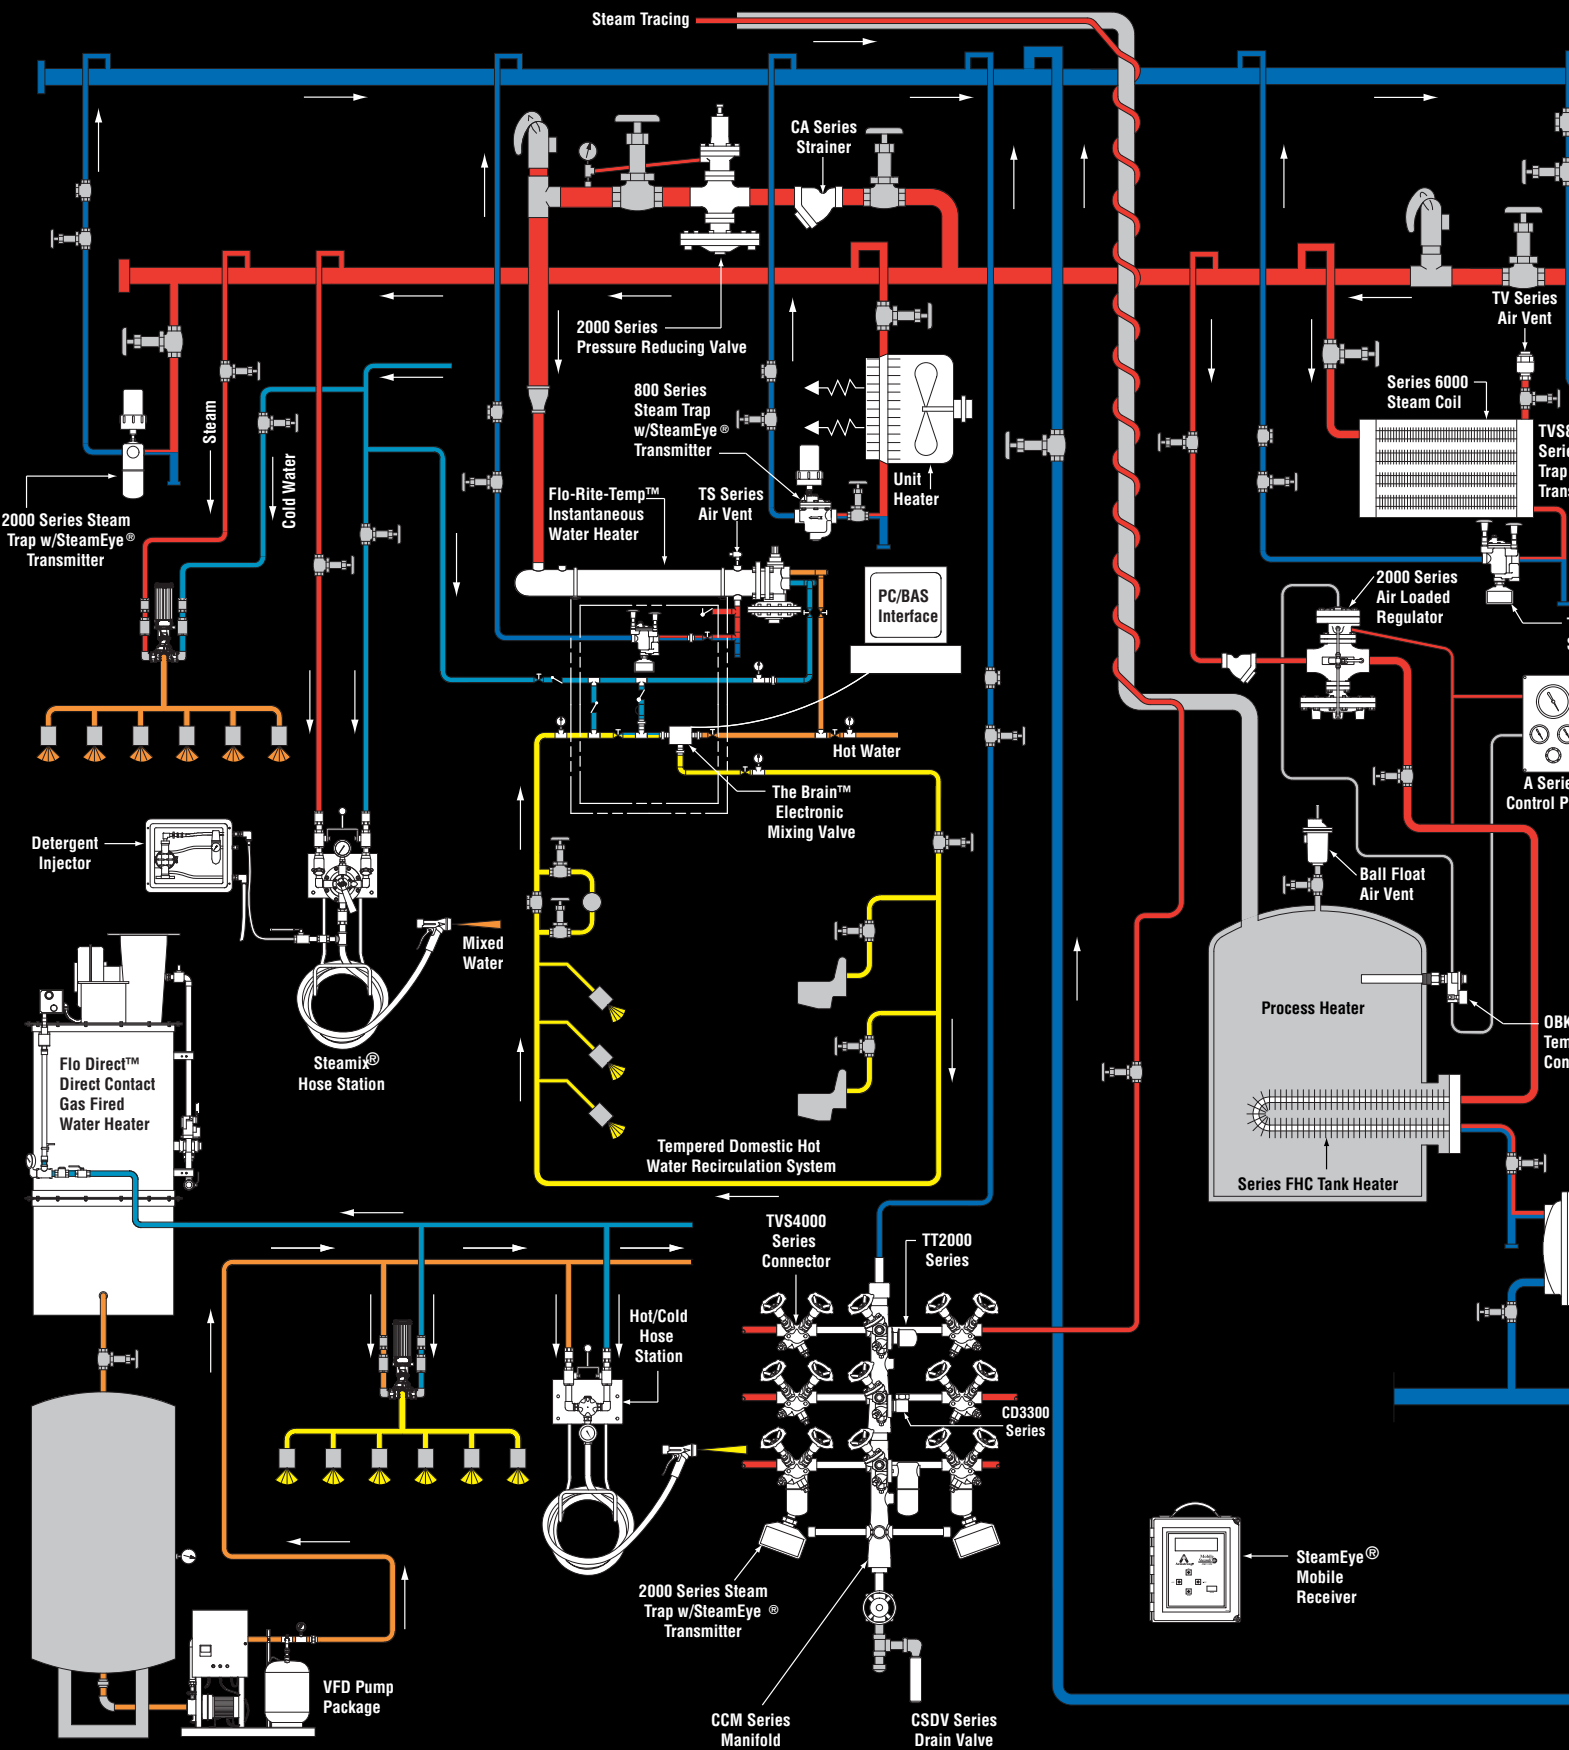 Steam Tracing
CA Series
Strainer
2000 Series
Pressure Reducing Valve
TV Series
Air Vent
800 Series
Steam Trap
w/SteamEye®
Transmitter
Series 6000
Steam Coil
Steam
Cold Water
Unit
Heater
Flo-Rite-Temp™
Instantaneous
Water Heater
TS Series
Air Vent
2000 Series Steam
Trap w/SteamEye®
Transmitter
PC/BAS
Interface
2000 Series
Air Loaded
Regulator
Hot Water
The Brain™
Electronic
Mixing Valve
A Serie
Control P
Detergent
Injector
Ball Float
Air Vent
Mixed
Water
Process Heater
Steamix®
Hose Station
Flo Direct™
Direct Contact
Gas Fired
Water Heater
OBK
Tem
Con
Tempered Domestic Hot
Water Recirculation System
Series FHC Tank Heater
TVS4000
Series
Connector
TT2000
Series
Hot/Cold
Hose
Station
CD3300
Series
2000 Series Steam
Trap w/SteamEye®
Transmitter
SteamEye®
Mobile
Receiver
VFD Pump
Package
CCM Series
Manifold
CSDV Series
Drain Valve